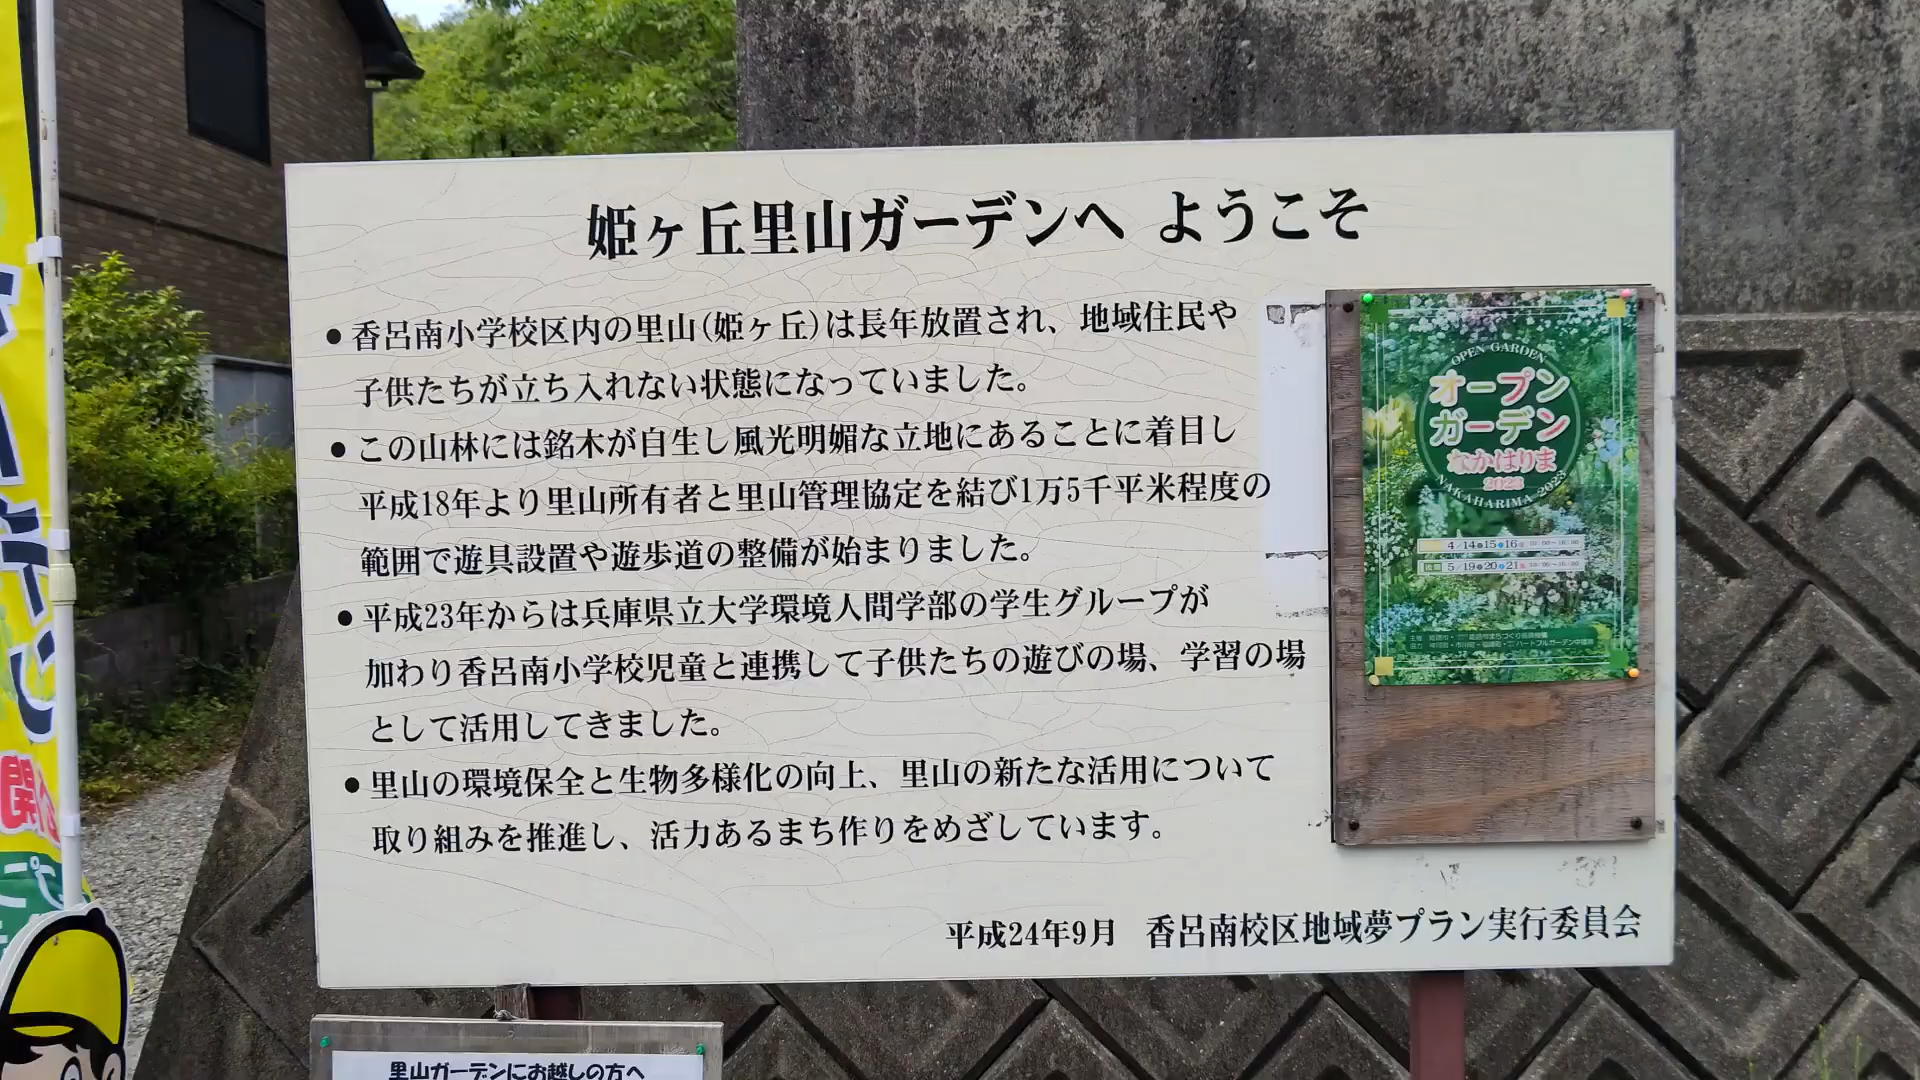 姫ヶ丘里山ガーデンへ ようこそ
●香呂南小学校区内の里山(姫ヶ丘)は長年放置され、地域住民や
子供たちが立ち入れない状態になっていました。
●この山林には銘木が自生し風光明媚な立地にあることに着目し
平成18年より里山所有者と里山管理協定を結び1万5千平米程度の
範囲で遊具設置や遊歩道の整備が始まりました。
●平成23年からは兵庫県立大学環境人間学部の学生グループが
加わり香呂南小学校児童と連携して子供たちの遊びの場、学習の場
として活用してきました。
●里山の環境保全と生物多様化の向上、里山の新たな活用について
取り組みを推進し、活力あるまち作りをめざしています。
平成24年9月 香呂南校区地域夢プラン実行委員会
OPEN GARDEN
オープン
ガーデン
なかはりま
2023
NAKAHARIMA 2023
4/14 15 16
5/19 20 21
里山ガーデンにお越しの方へ